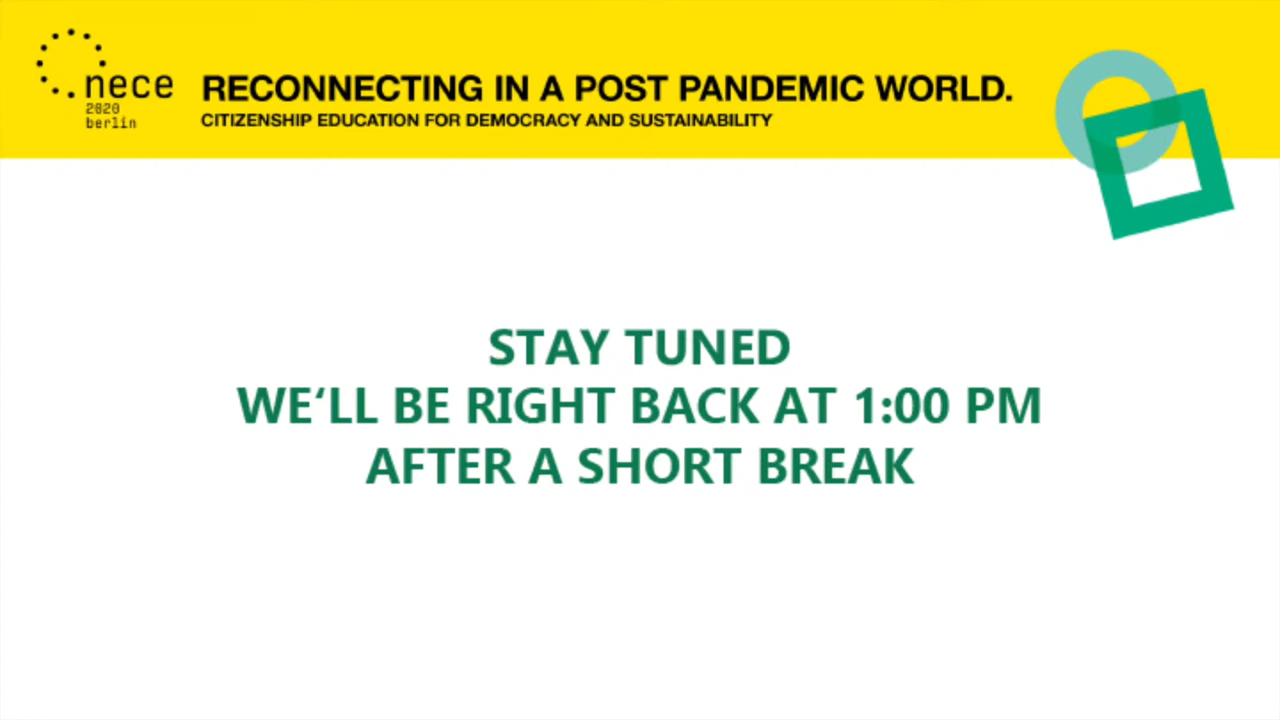 nece
2020
berlin
RECONNECTING IN A POST PANDEMIC WORLD.
CITIZENSHIP EDUCATION FOR DEMOCRACY AND SUSTAINABILITY
STAY TUNED
WE‘LL BE RIGHT BACK AT 1:00 PM
AFTER A SHORT BREAK